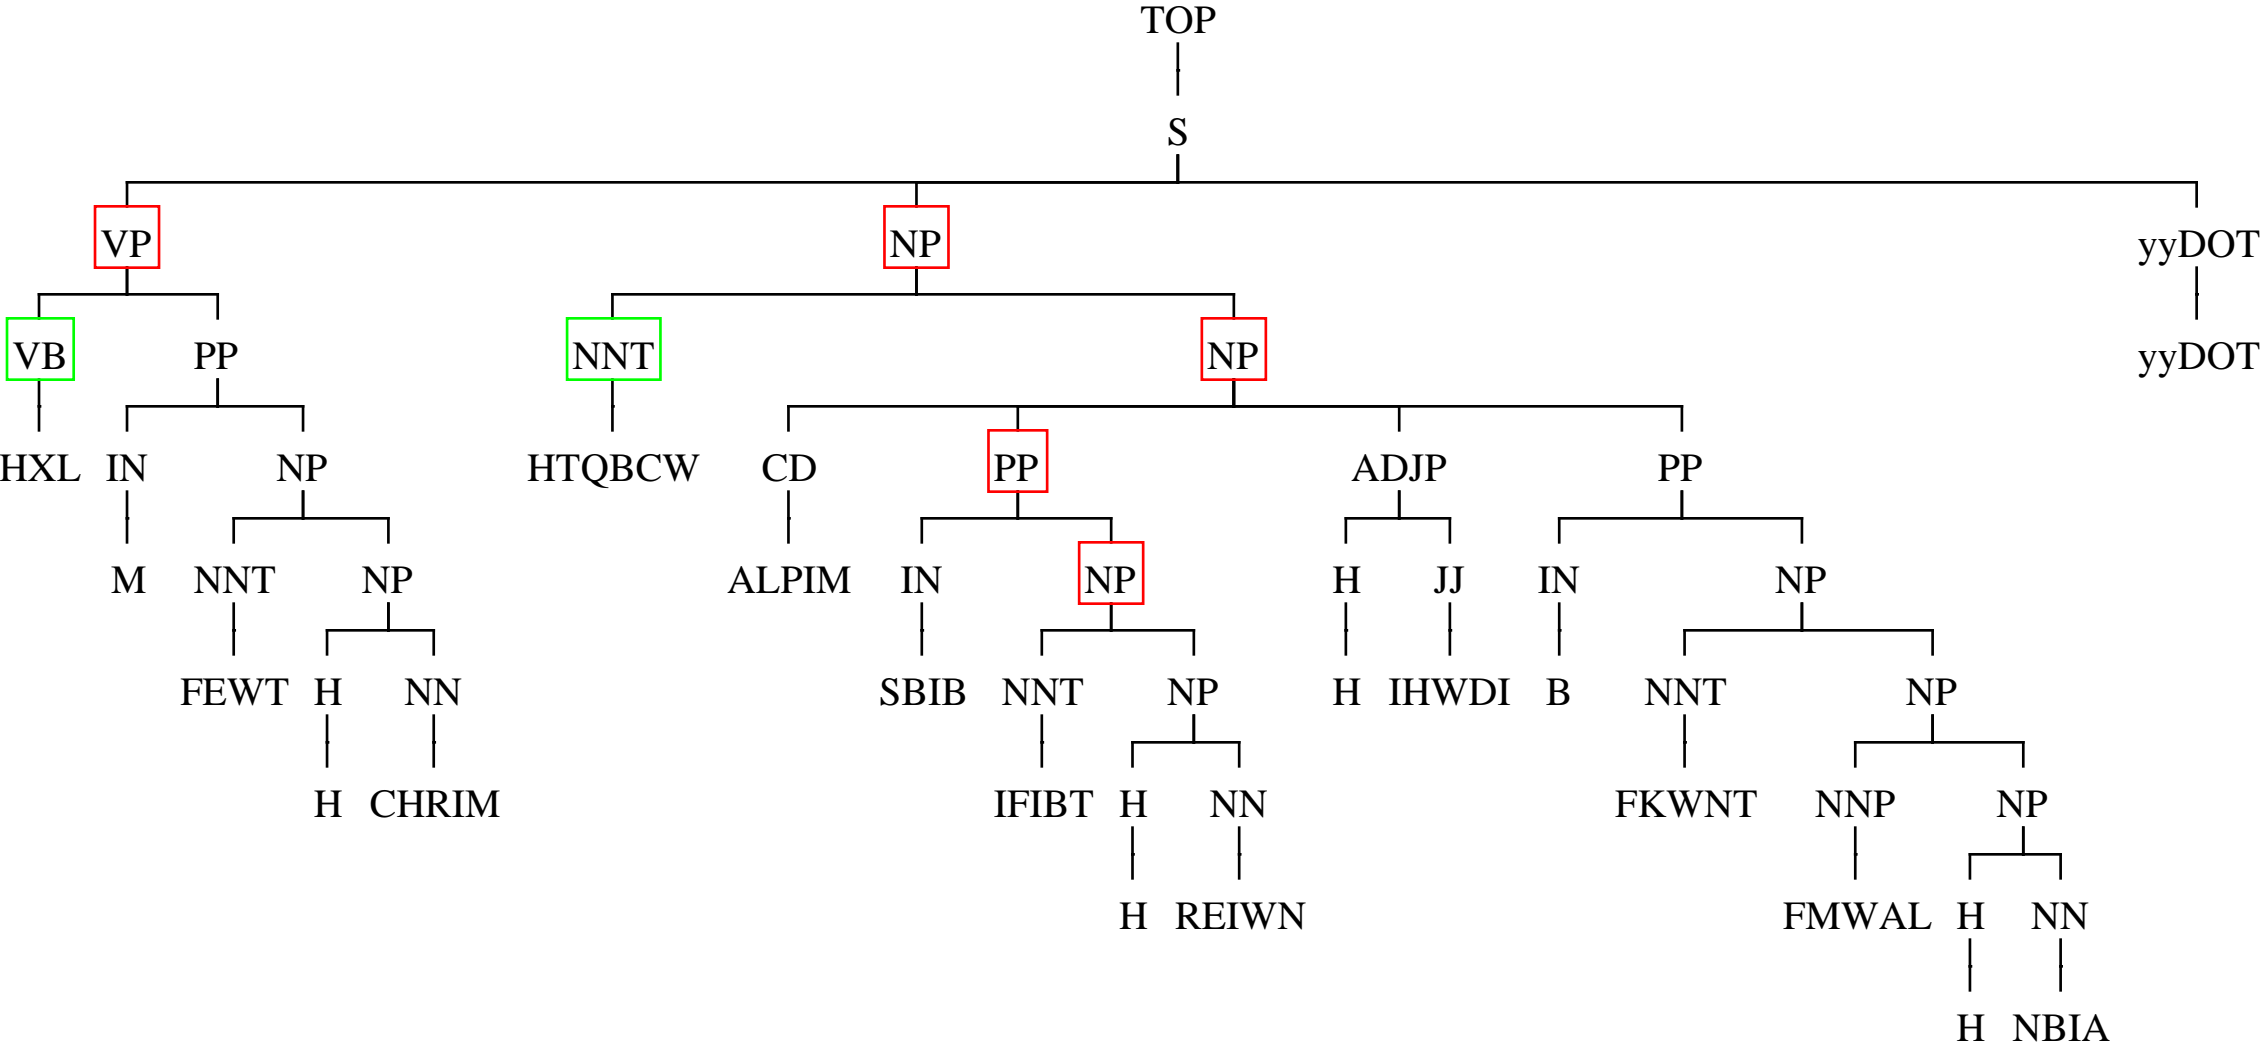 TOP
S
VP NP yyDOT
VB PP NNT NP yyDOT
HXL IN NP HTQBCW CD PP ADJP PP
M NNT NP ALPIM IN NP H JJ IN NP
FEWT H NN SBIB NNT NP H IHWDI B NNT NP
H CHRIM IFIBT H NN FKWNT NNP NP
H REIWN FMWAL H NN
H NBIA